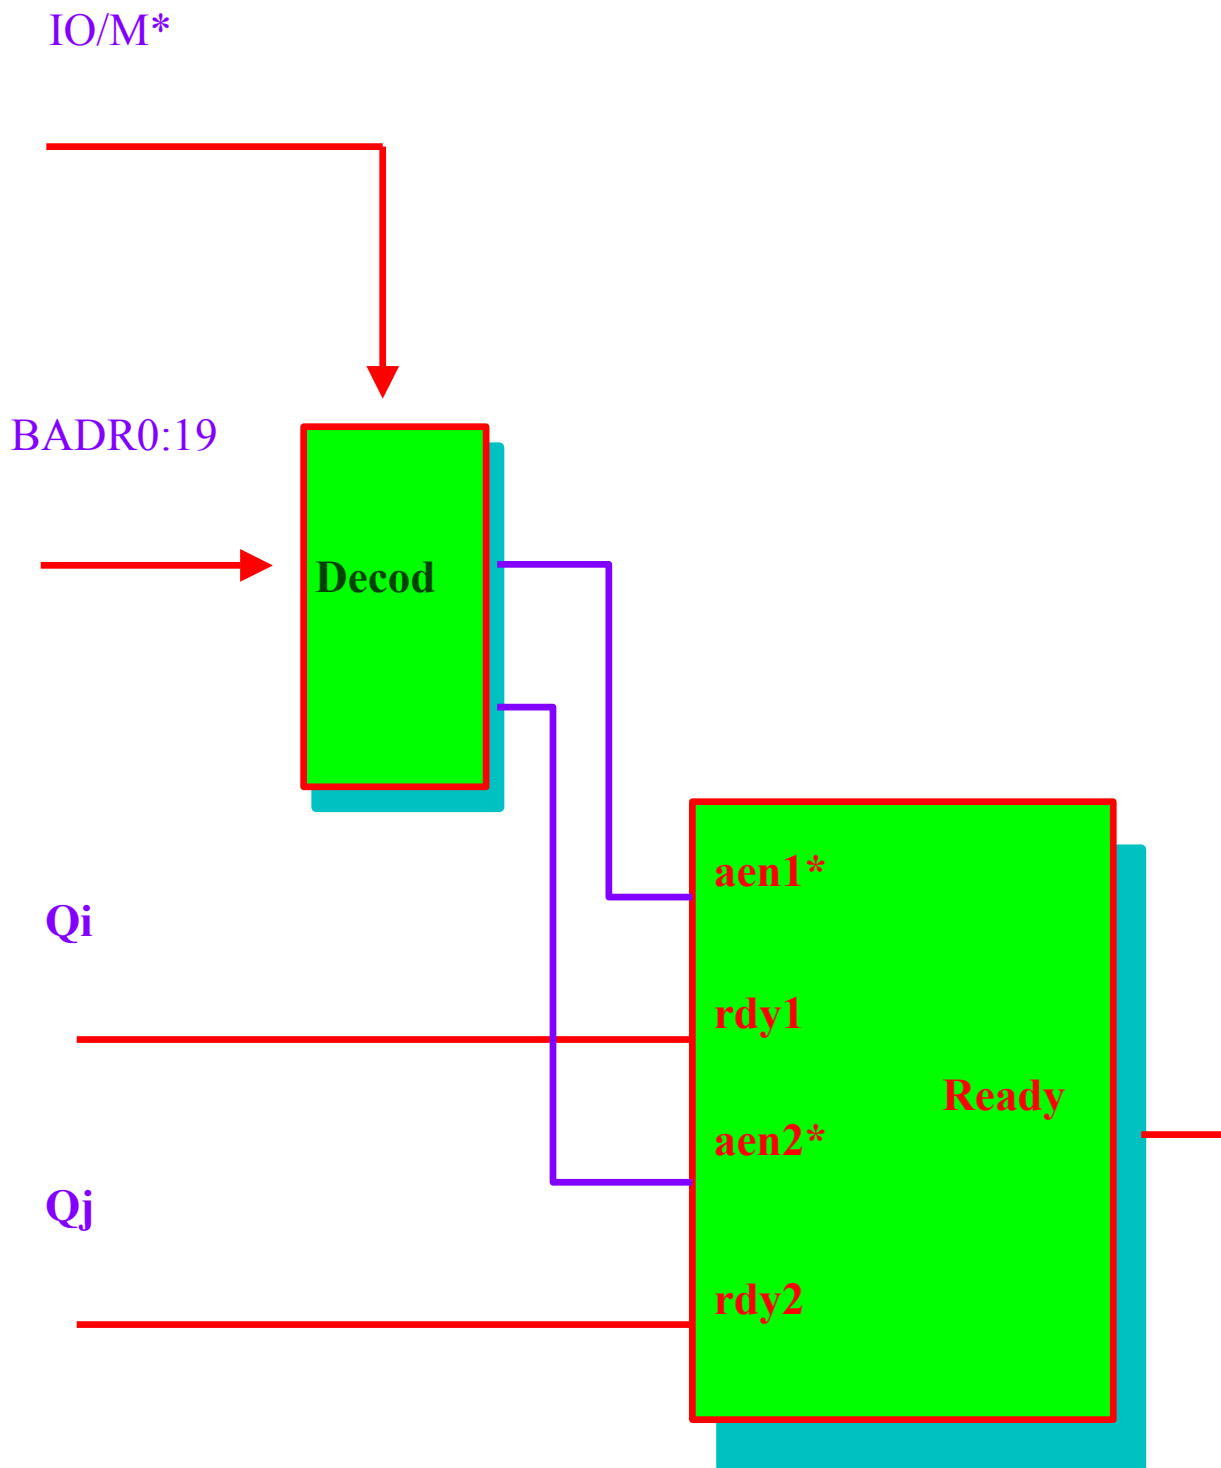 IO/M*
BADR0:19
Decod
aen1*
Qi
rdy1
Ready
aen2*
Qj
rdy2